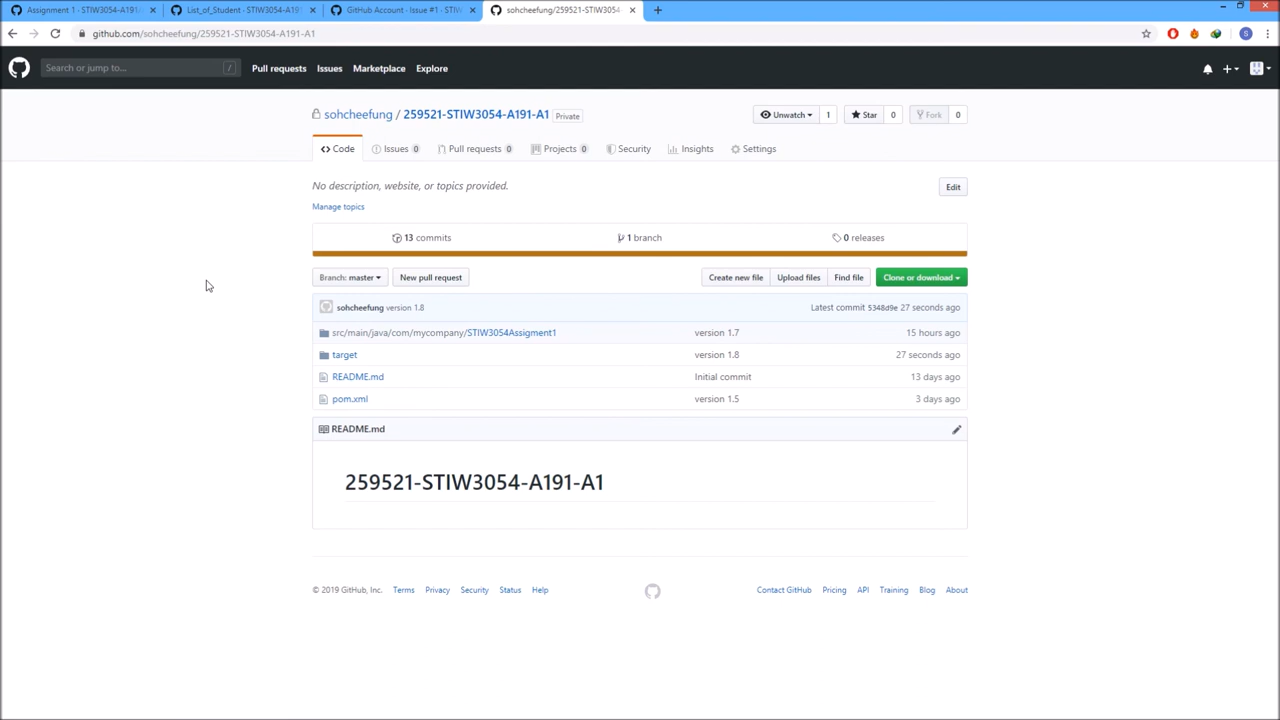 Assignment 1 - STIW3054-A191/
List_of_Student - STIW3054-A191
GitHub Account - Issue #1 - STIW
sohcheefung/259521-STIW3054
github.com/sohcheefung/259521-STIW3054-A191-A1
S
Search or jump to...
/
Pull requests
Issues
Marketplace
Explore
sohcheefung / 259521-STIW3054-A191-A1 Private
Unwatch 1
Star 0
Fork 0
Code
Issues 0
Pull requests 0
Projects 0
Security
Insights
Settings
No description, website, or topics provided.
Edit
Manage topics
13 commits
1 branch
0 releases
Branch: master
New pull request
Create new file
Upload files
Find file
Clone or download
sohcheefung version 1.8
Latest commit 5348d9e 27 seconds ago
src/main/java/com/mycompany/STIW3054Assigment1 version 1.7 15 hours ago
target version 1.8 27 seconds ago
README.md Initial commit 13 days ago
pom.xml version 1.5 3 days ago
README.md
259521-STIW3054-A191-A1
© 2019 GitHub, Inc. Terms Privacy Security Status Help
Contact GitHub Pricing API Training Blog About